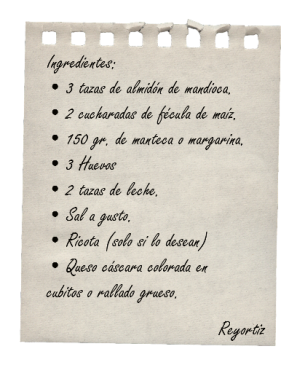 Ingredientes:
• 3 tazas de almidón de mandioca.
• 2 cucharadas de fécula de maíz.
• 150 gr. de manteca o margarina.
• 3 Huevos
• 2 tazas de leche.
• Sal a gusto.
• Ricota (solo si lo desean)
• Queso cáscara colorada en
cubitos o rallado grueso.
Reyortiz